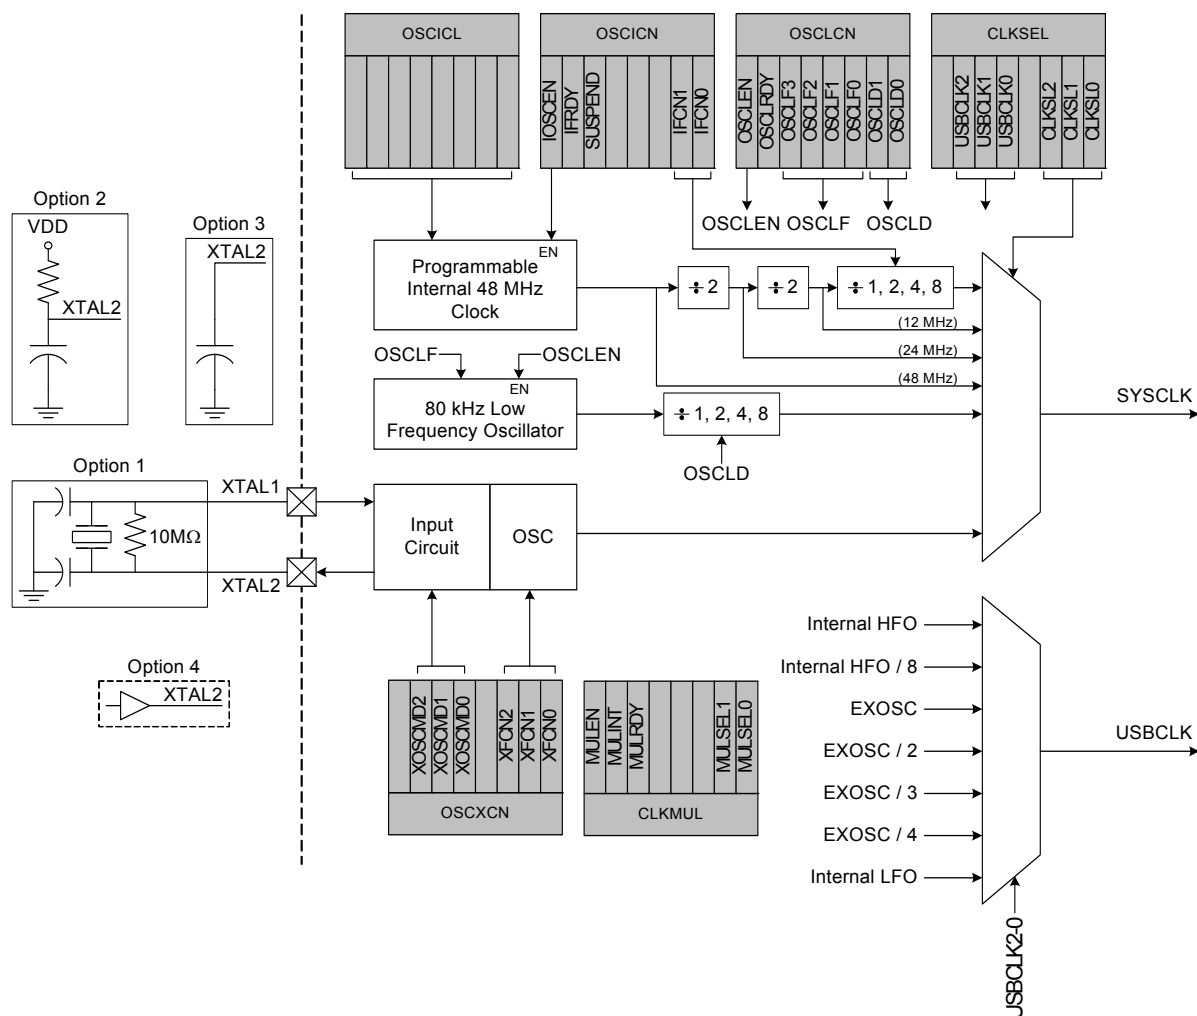 OSCICL
OSCICN
OSCLCN
CLKSEL
IOSCEN
IFRDY
SUSPEND
IFCN1
IFCN0
OSCLEN
OSCLRDY
OSCLF3
OSCLF2
OSCLF1
OSCLF0
OSCLD1
OSCLD0
USBCLK2
USBCLK1
USBCLK0
CLKSL2
CLKSL1
CLKSL0
OSCLEN OSCLF OSCLD
Option 2
VDD
XTAL2
Option 3
XTAL2
EN
Programmable
Internal 48 MHz
Clock
÷ 2
÷ 2
÷ 1, 2, 4, 8
(12 MHz)
(24 MHz)
(48 MHz)
OSCLF
OSCLEN
EN
80 kHz Low
Frequency Oscillator
÷ 1, 2, 4, 8
OSCLD
SYSCLK
Option 1
10MΩ
XTAL1
XTAL2
Input
Circuit
OSC
Option 4
XTAL2
XOSCMD2
XOSCMD1
XOSCMD0
XFCN2
XFCN1
XFCN0
OSCXCN
MULEN
MULINT
MULRDY
MULSEL1
MULSEL0
CLKMUL
Internal HFO
Internal HFO / 8
EXOSC
EXOSC / 2
EXOSC / 3
EXOSC / 4
Internal LFO
USBCLK
USBCLK2-0